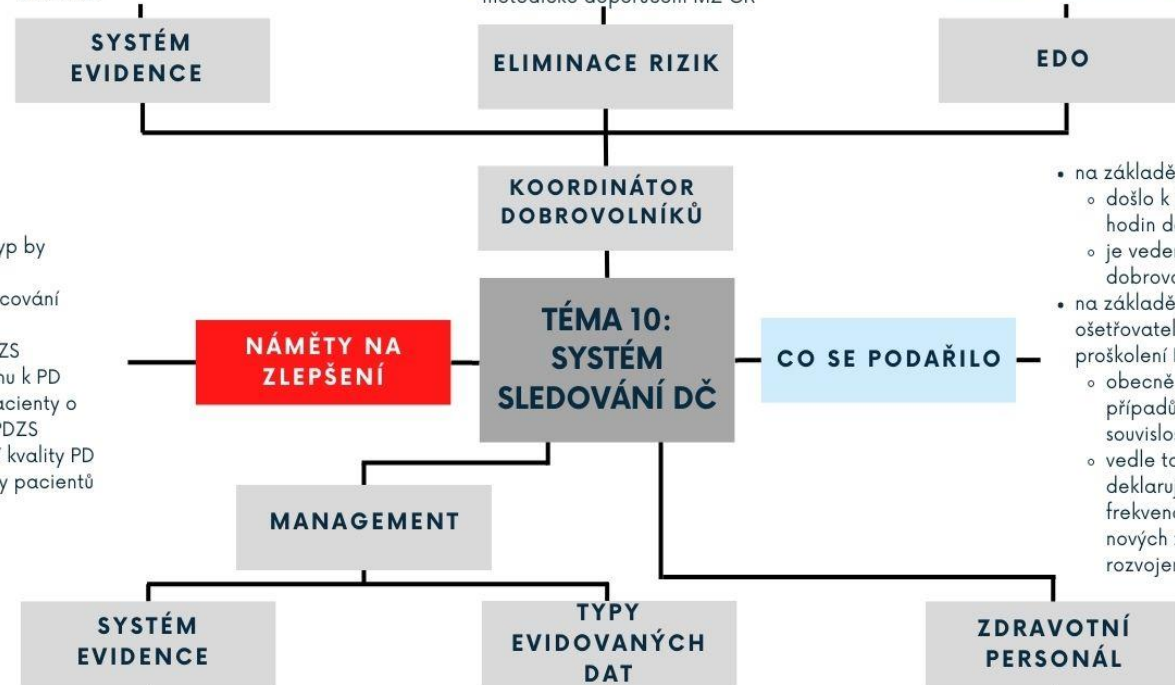 SYSTÉM
EVIDENCE
ELIMINACE RIZIK
EDO
KOORDINÁTOR
DOBROVOLNÍKŮ
yp by
cování
ZS
nu k PD
acienty o
PDZS
kvality PD
y pacientů
NÁMĚTY NA
ZLEPŠENÍ
TÉMA 10:
SYSTÉM
SLEDOVÁNÍ DČ
CO SE PODAŘILO
• na základě
◦ došlo k
hodin d
◦ je veden
dobrovo
• na základě
ošetřovatel
proškolení
◦ obecně
případů
souvislos
◦ vedle to
deklaruj
frekvenc
nových
rozvojen
MANAGEMENT
SYSTÉM
EVIDENCE
TYPY
EVIDOVANÝCH
DAT
ZDRAVOTNÍ
PERSONÁL